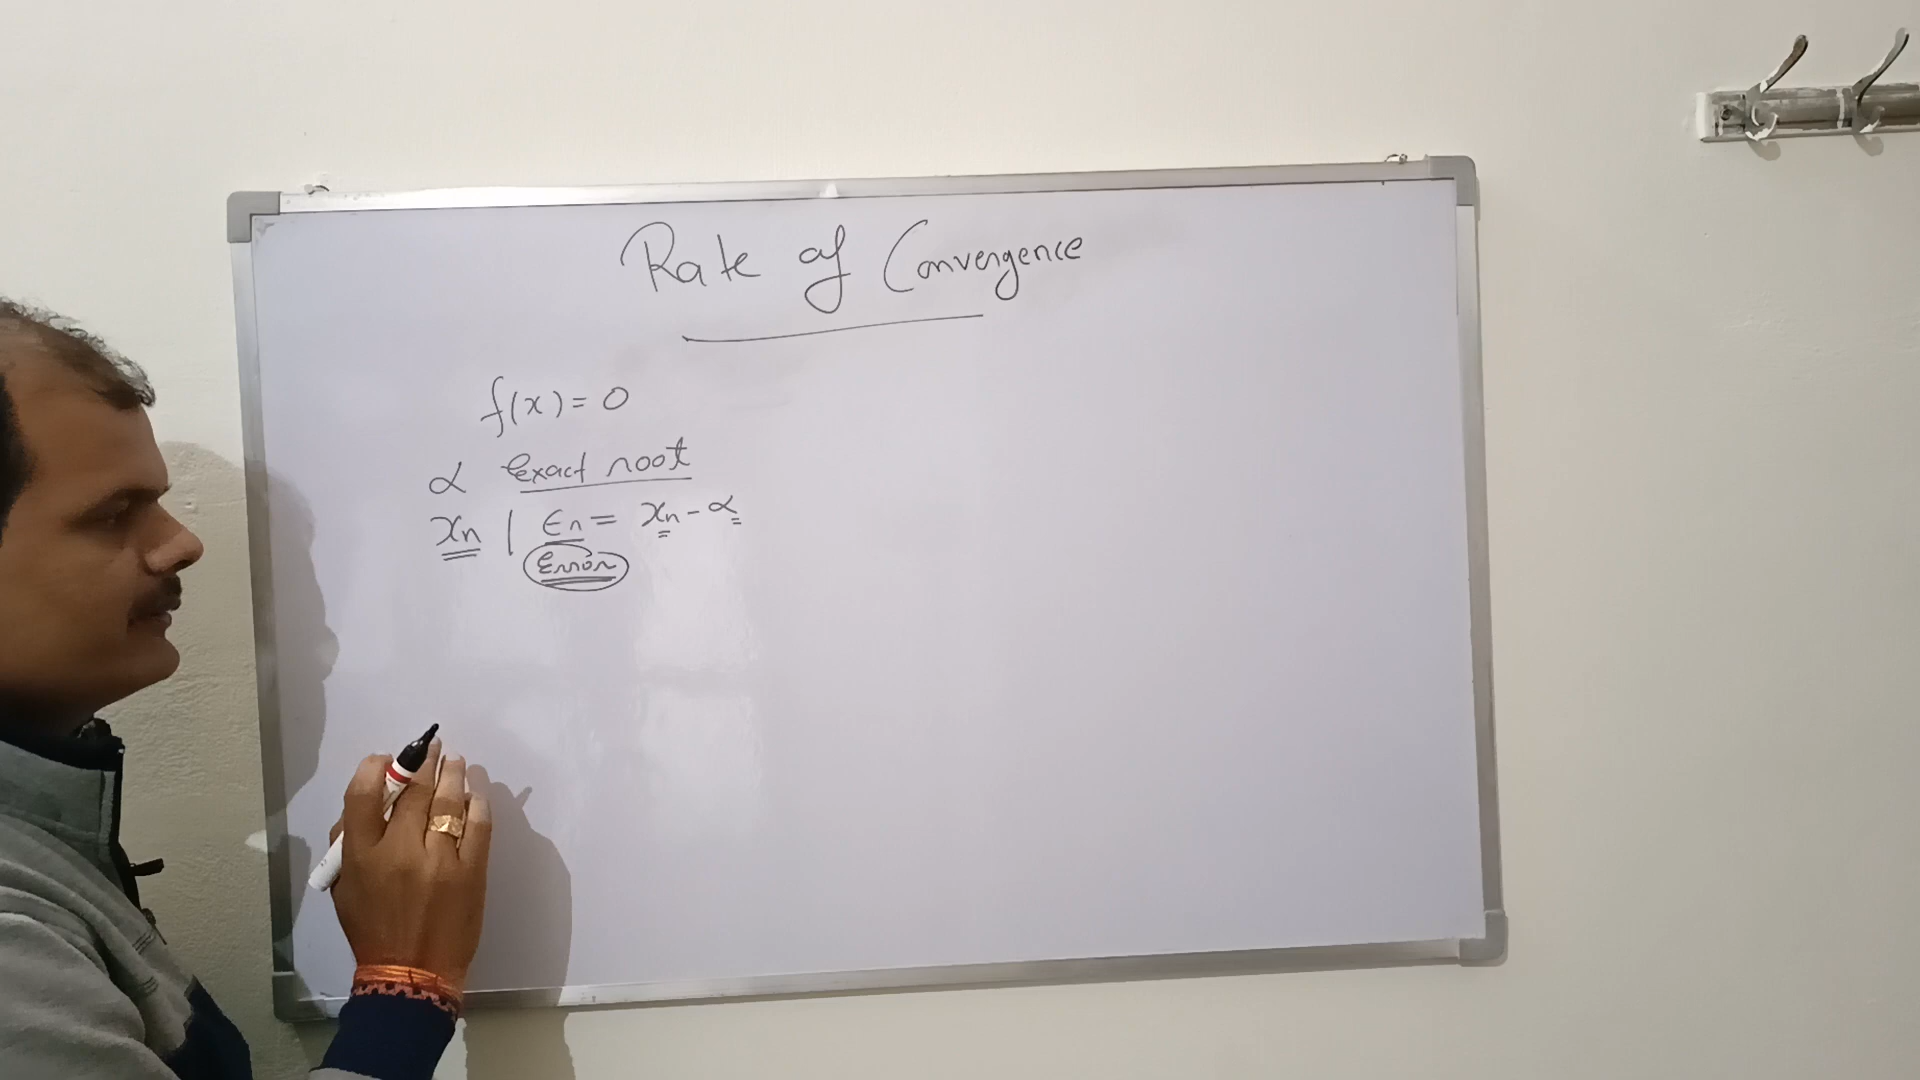 Rate of Convergence
f(x) = 0
α Exact root
xn | ϵn = xn - α
Error